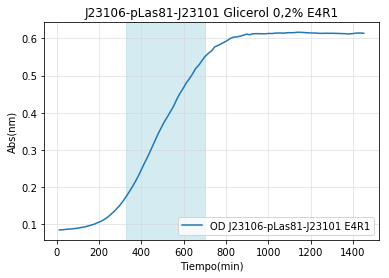 J23106-pLas81-J23101 Glicerol 0,2% E4R1
Abs(nm)
0.6
0.5
0.4
0.3
0.2
0.1
OD J23106-pLas81-J23101 E4R1
0 200 400 600 800 1000 1200 1400
Tiempo(min)